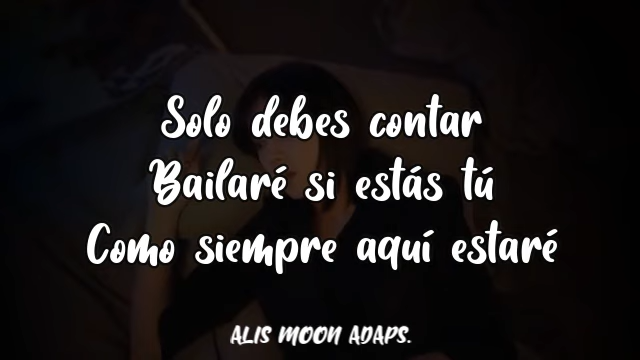 Solo debes contar
Bailaré si estás tú
Como siempre aquí estaré
ALIS MOON ADAPS.